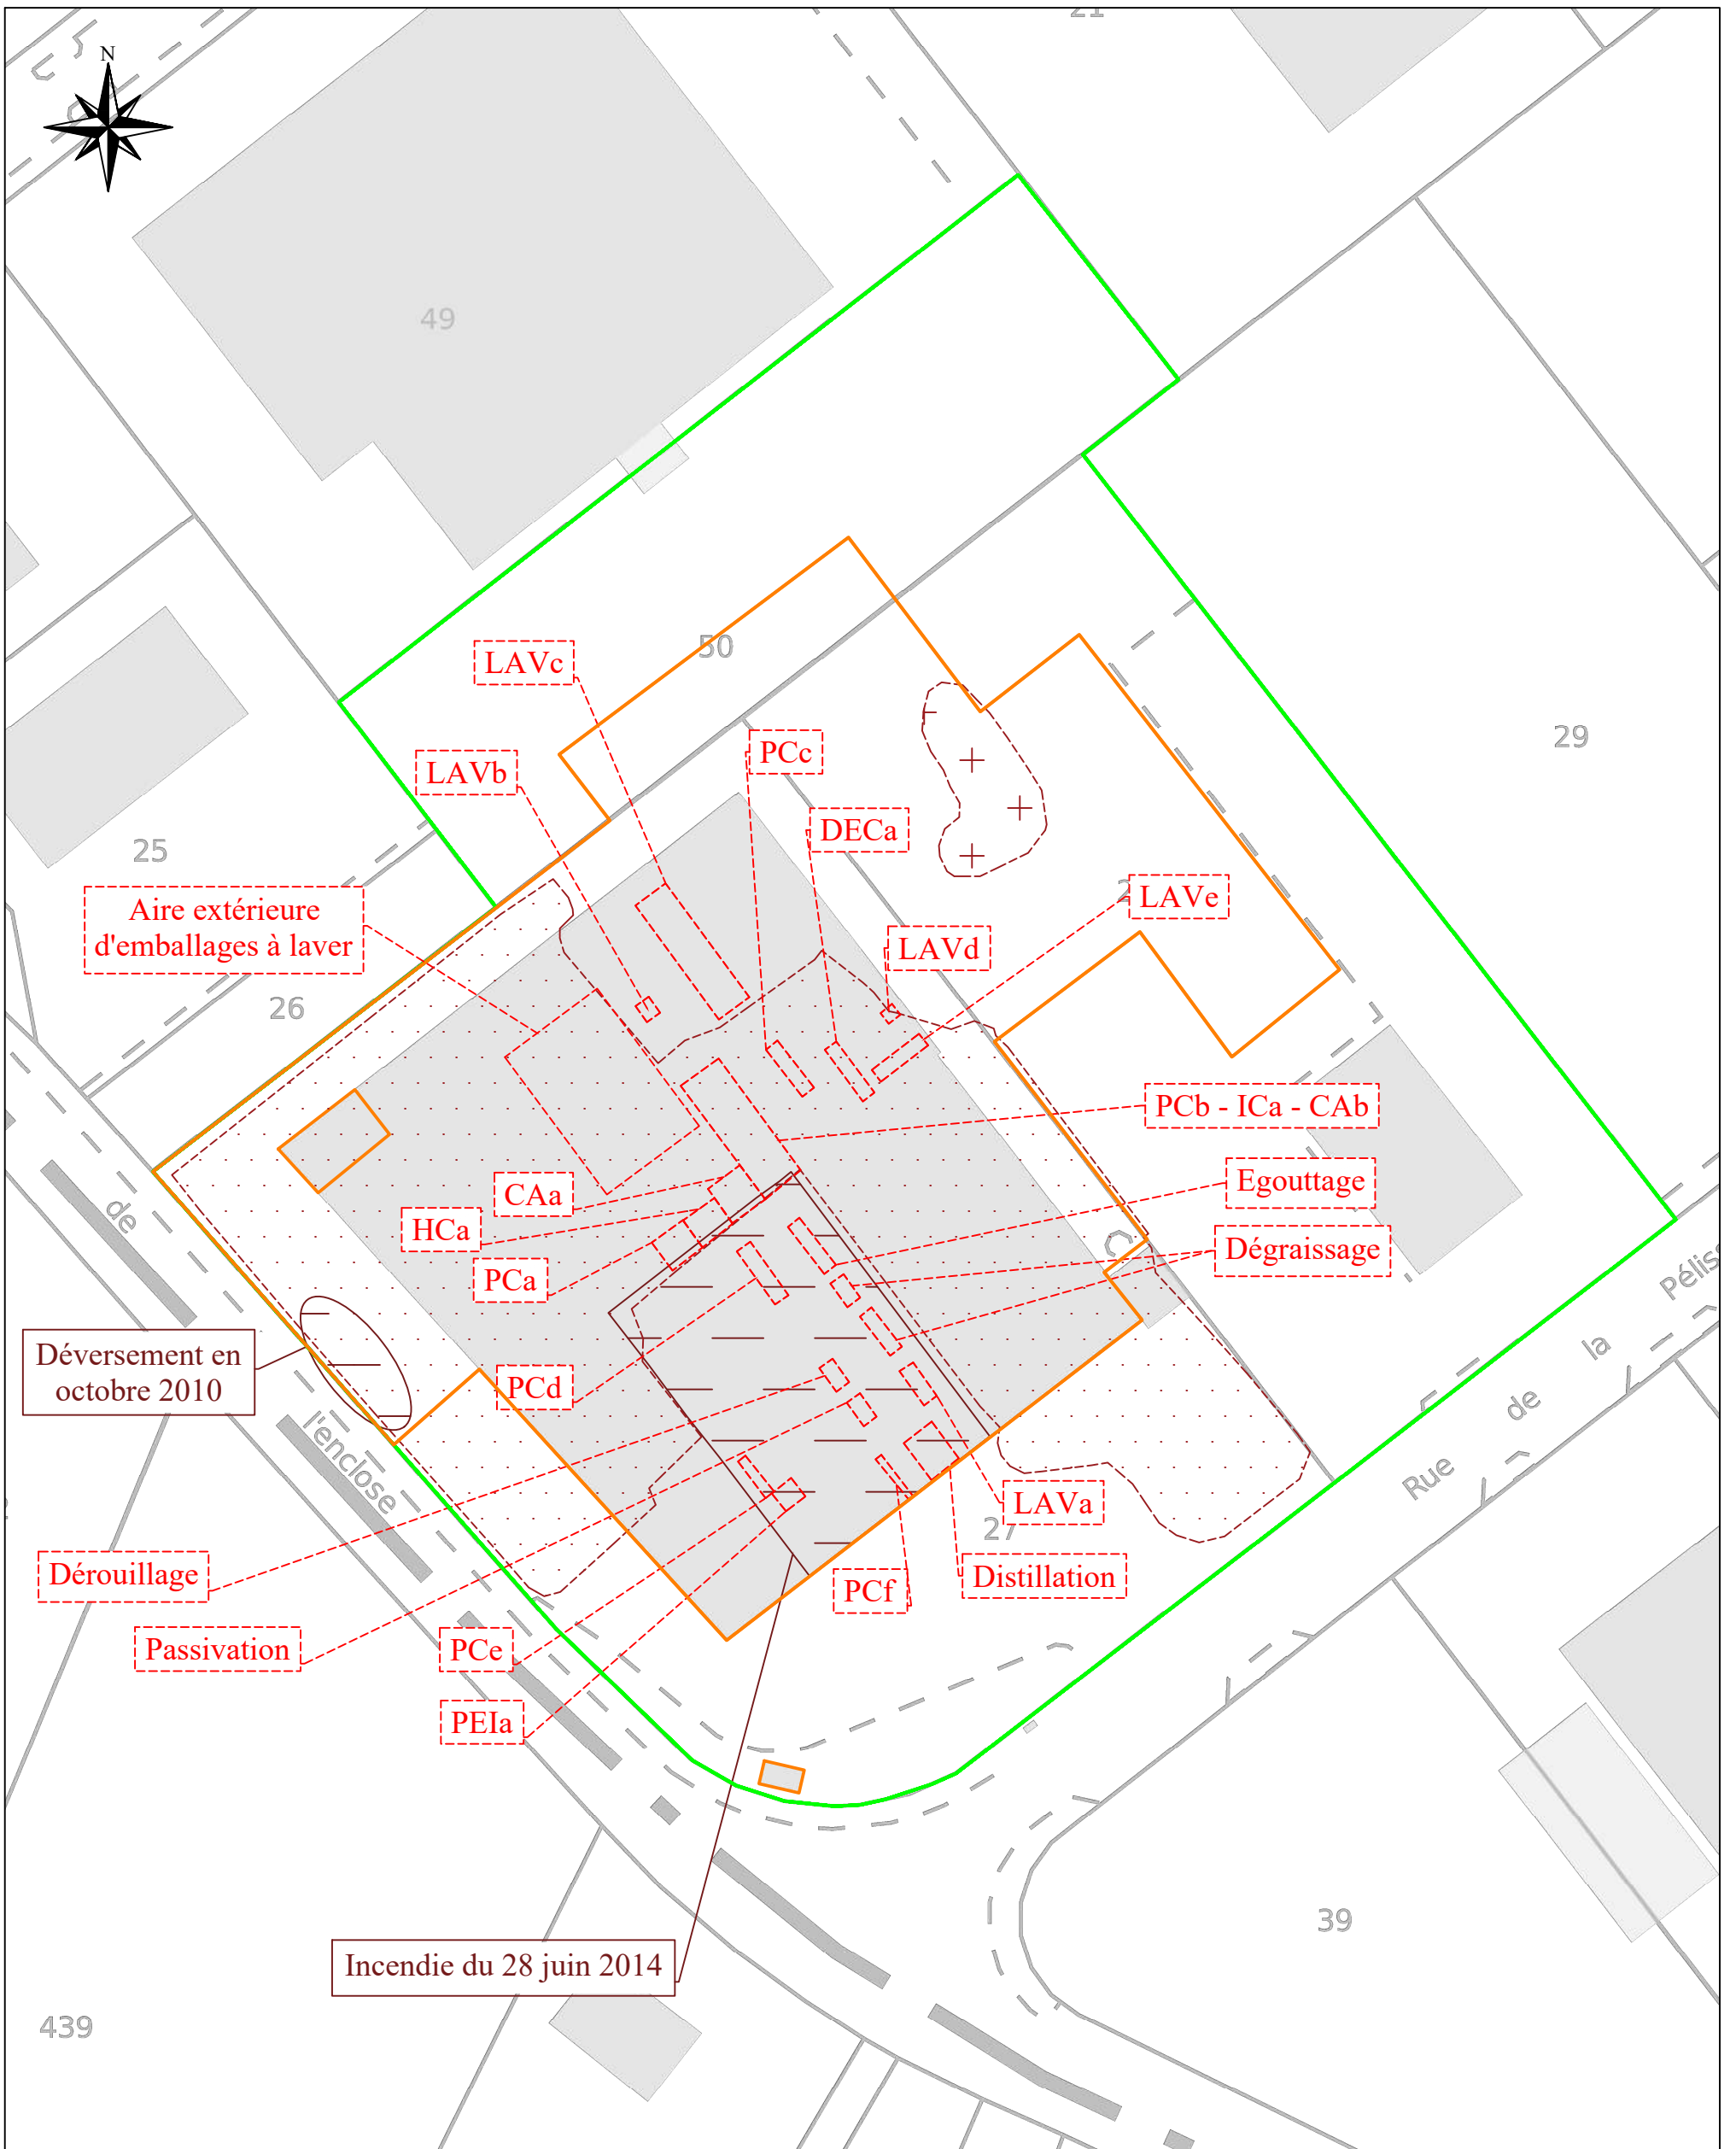 N
49
50
LAVc
PCc
29
LAVb
DECa
25
LAVe
Aire extérieure
d'emballages à laver
LAVd
26
PCb - ICa - CAb
Egouttage
CAa
de
HCa
Dégraissage
PCa
la
Déversement en
octobre 2010
PCd
de
l'enclose
Rue
LAVa
27
Dérouillage
Distillation
PCf
Passivation
PCe
PEIa
39
Incendie du 28 juin 2014
439